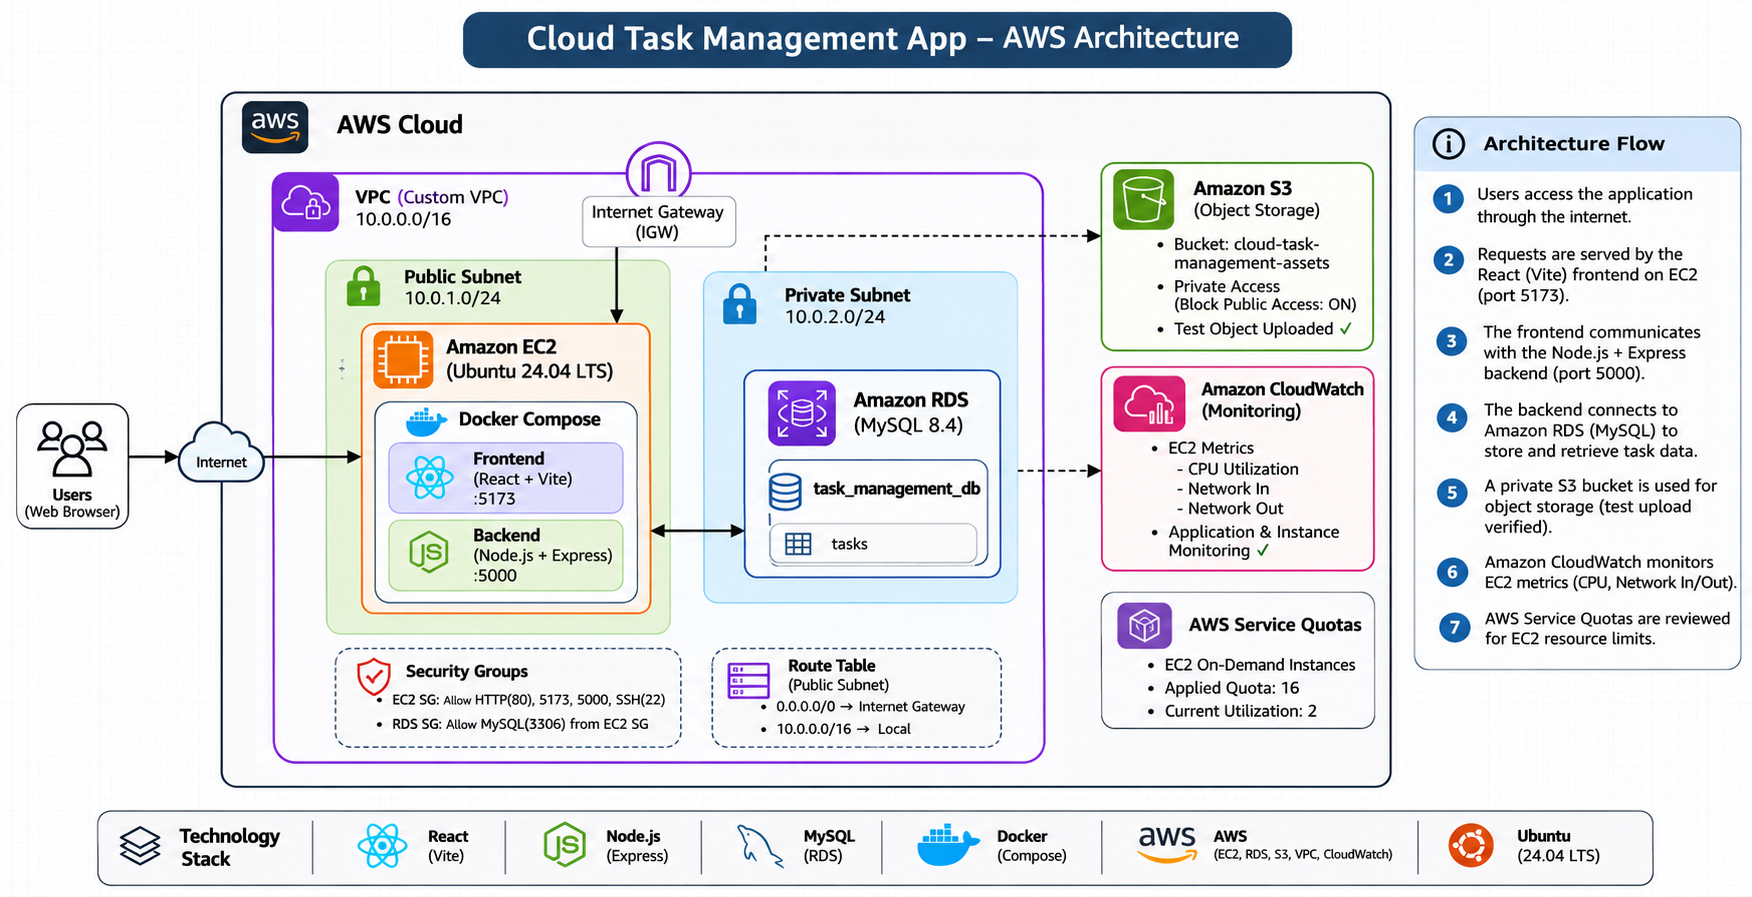 Cloud Task Management App – AWS Architecture
aws
AWS Cloud
VPC (Custom VPC)
10.0.0.0/16
Internet Gateway
(IGW)
Public Subnet
10.0.1.0/24
Amazon EC2
(Ubuntu 24.04 LTS)
Docker Compose
Frontend
(React + Vite)
:5173
Backend
(Node.js + Express)
:5000
Users
(Web Browser)
Internet
Private Subnet
10.0.2.0/24
Amazon RDS
(MySQL 8.4)
task_management_db
tasks
Security Groups
• EC2 SG: Allow HTTP(80), 5173, 5000, SSH(22)
• RDS SG: Allow MySQL(3306) from EC2 SG
Route Table
(Public Subnet)
• 0.0.0.0/0 → Internet Gateway
• 10.0.0.0/16 → Local
Amazon S3
(Object Storage)
• Bucket: cloud-task-
management-assets
• Private Access
(Block Public Access: ON)
• Test Object Uploaded ✓
Amazon CloudWatch
(Monitoring)
• EC2 Metrics
- CPU Utilization
- Network In
- Network Out
• Application & Instance
Monitoring ✓
AWS Service Quotas
• EC2 On-Demand Instances
• Applied Quota: 16
• Current Utilization: 2
Architecture Flow
1 Users access the application
through the internet.
2 Requests are served by the
React (Vite) frontend on EC2
(port 5173).
3 The frontend communicates
with the Node.js + Express
backend (port 5000).
4 The backend connects to
Amazon RDS (MySQL) to
store and retrieve task data.
5 A private S3 bucket is used for
object storage (test upload
verified).
6 Amazon CloudWatch monitors
EC2 metrics (CPU, Network In/Out).
7 AWS Service Quotas are reviewed
for EC2 resource limits.
Technology
Stack
React
(Vite)
JS
Node.js
(Express)
MySQL
(RDS)
Docker
(Compose)
aws
AWS
(EC2, RDS, S3, VPC, CloudWatch)
Ubuntu
(24.04 LTS)